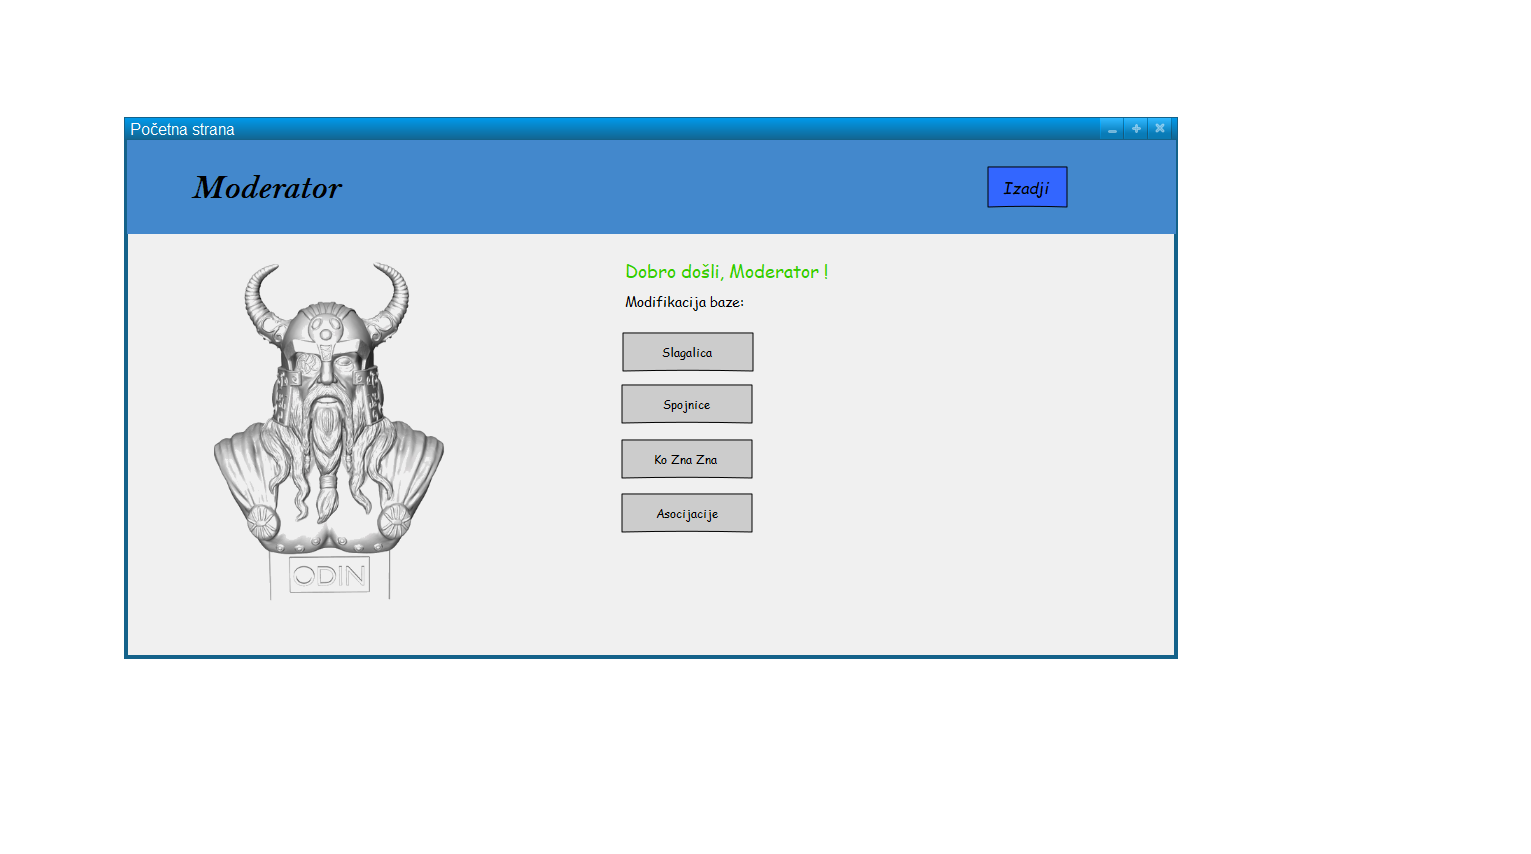 Početna strana
Moderator
Izadji
Dobro došli, Moderator !
Modifikacija baze:
Slagalica
Spojnice
Ko Zna Zna
Asocijacije
ODIN